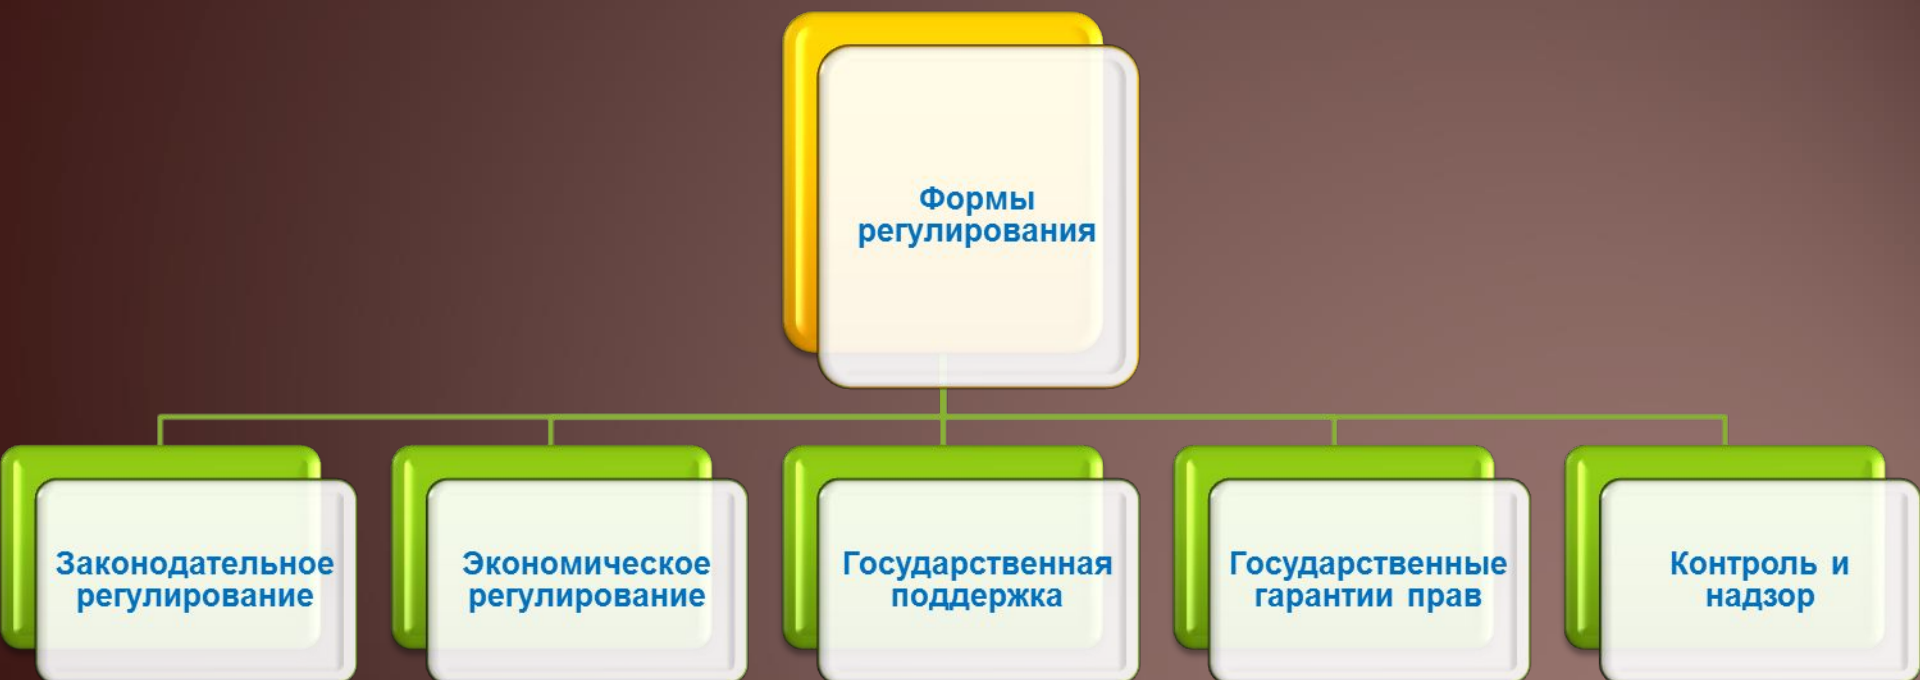 Формы
регулирования
Законодательное
регулирование
Экономическое
регулирование
Государственная
поддержка
Государственные
гарантии прав
Контроль и
надзор